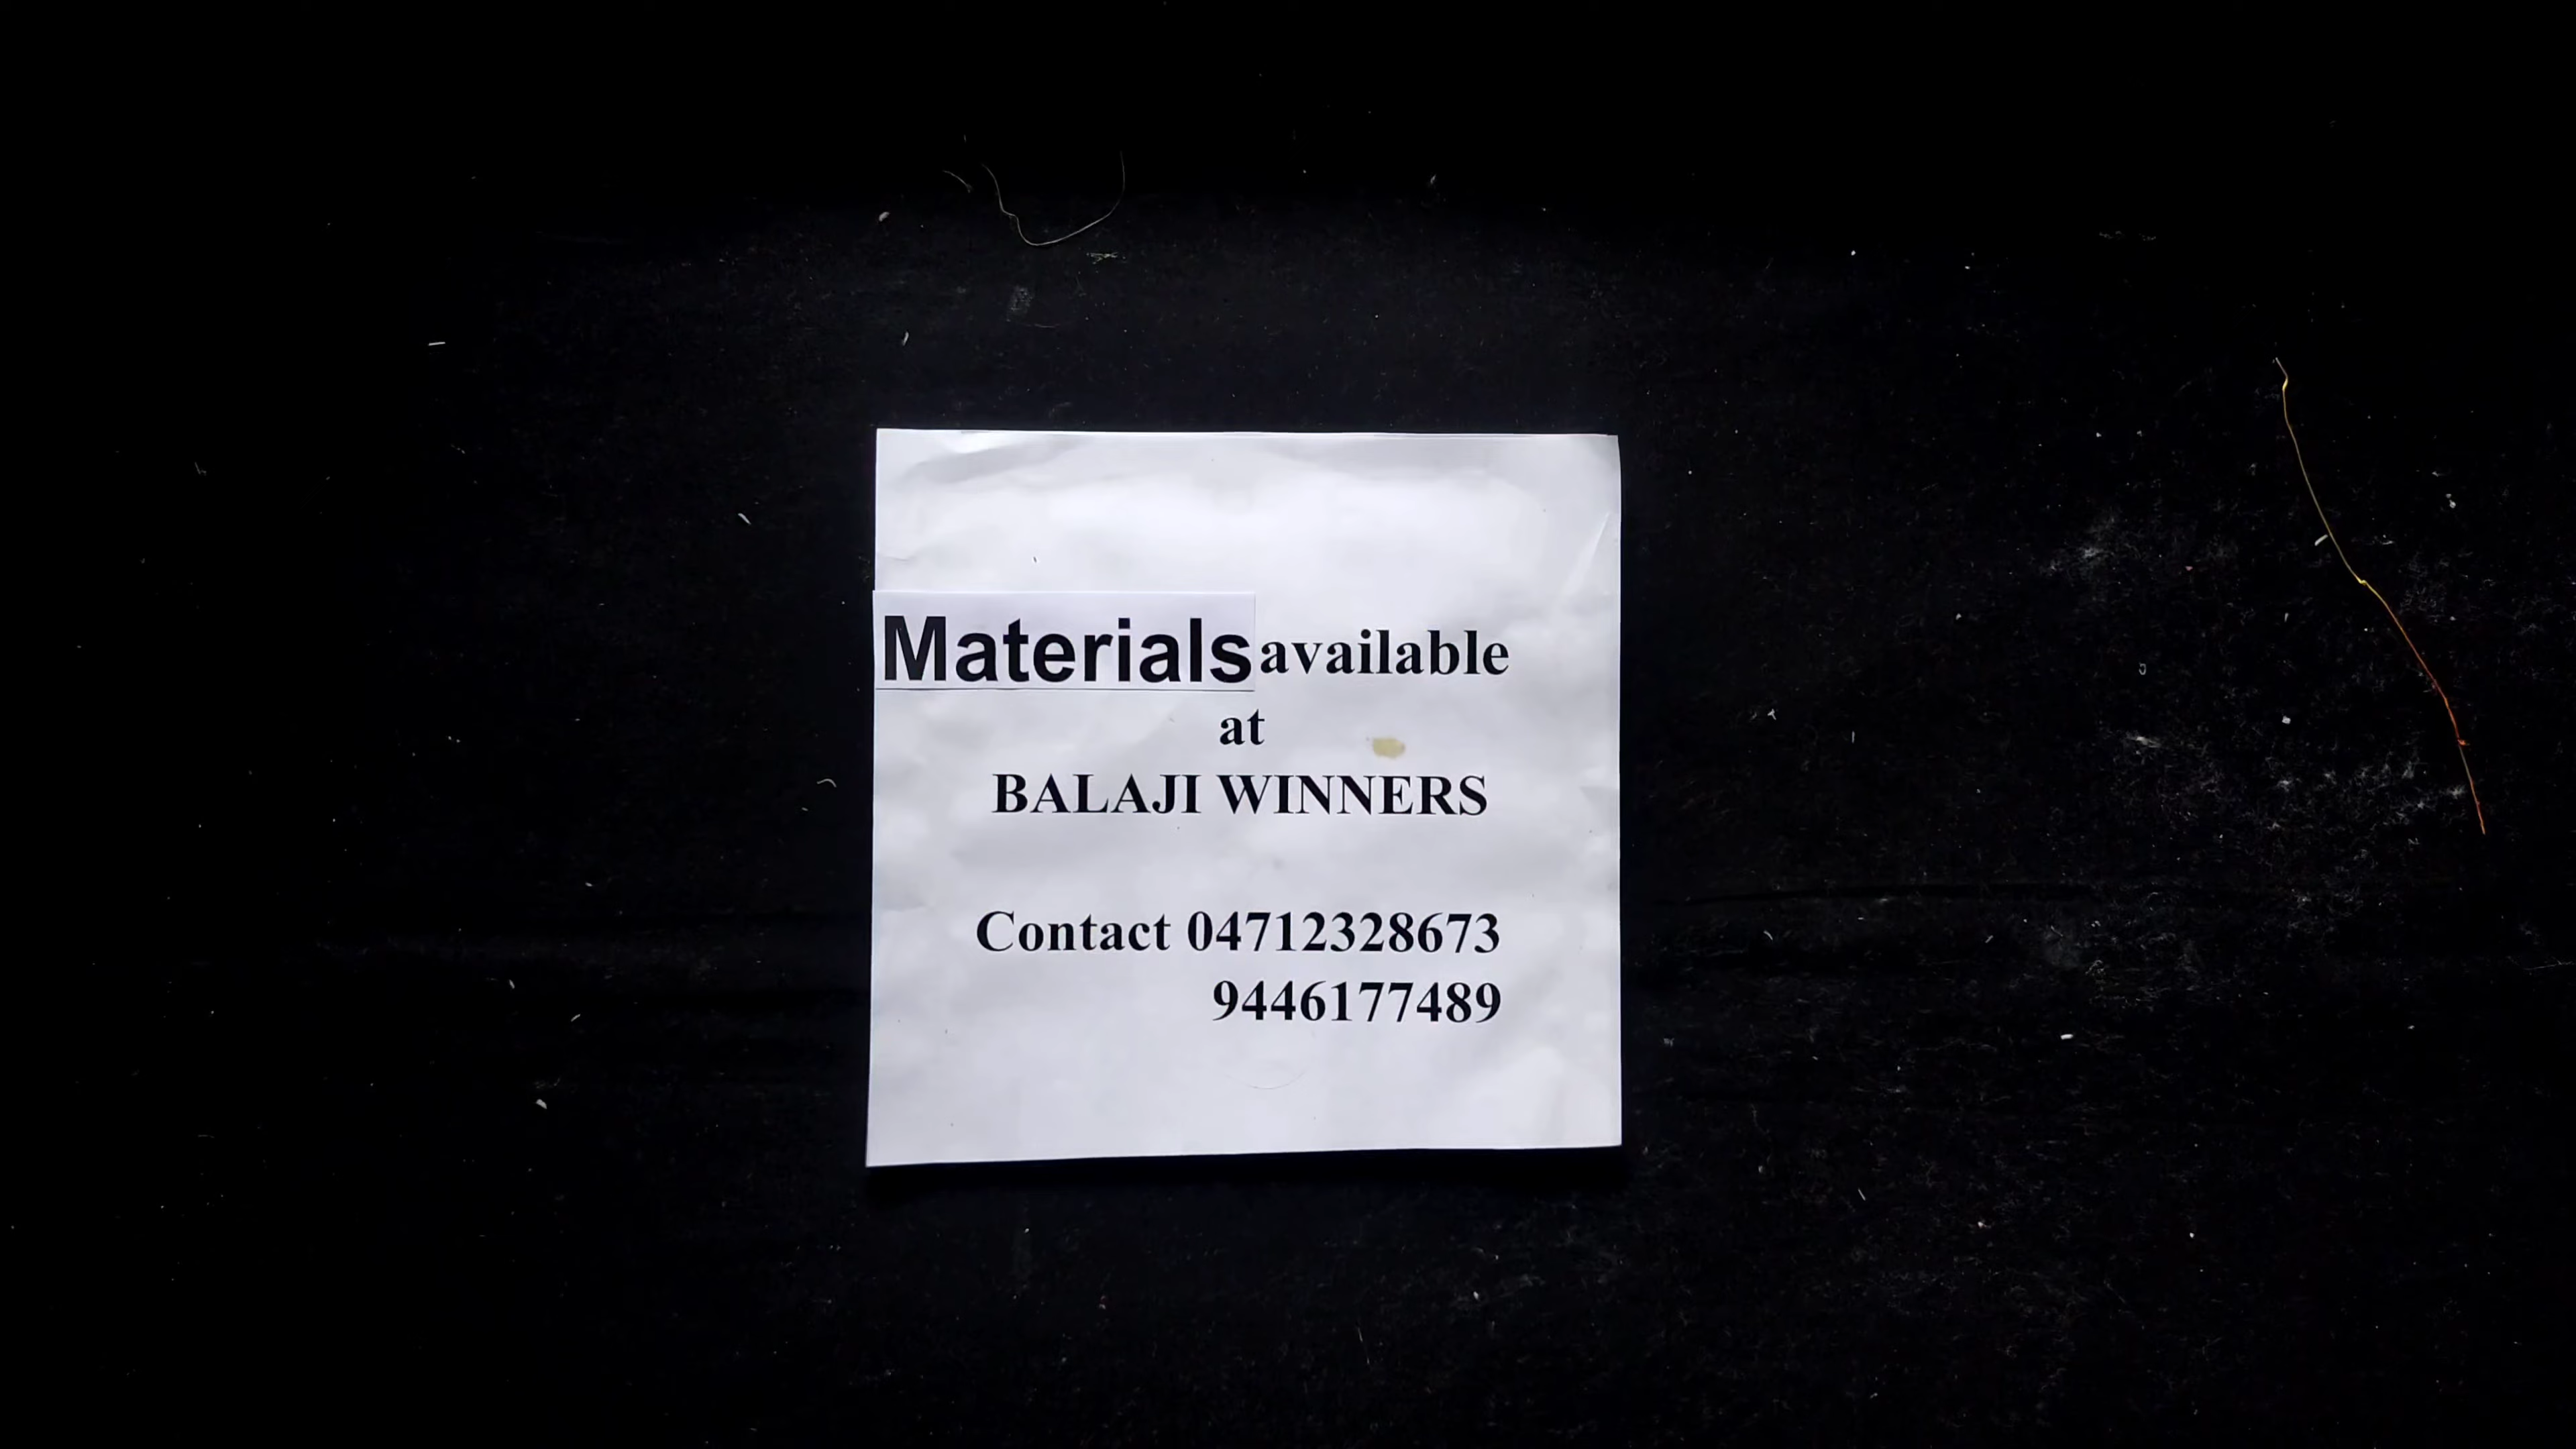 Materials available
at
BALAJI WINNERS
Contact 04712328673
9446177489